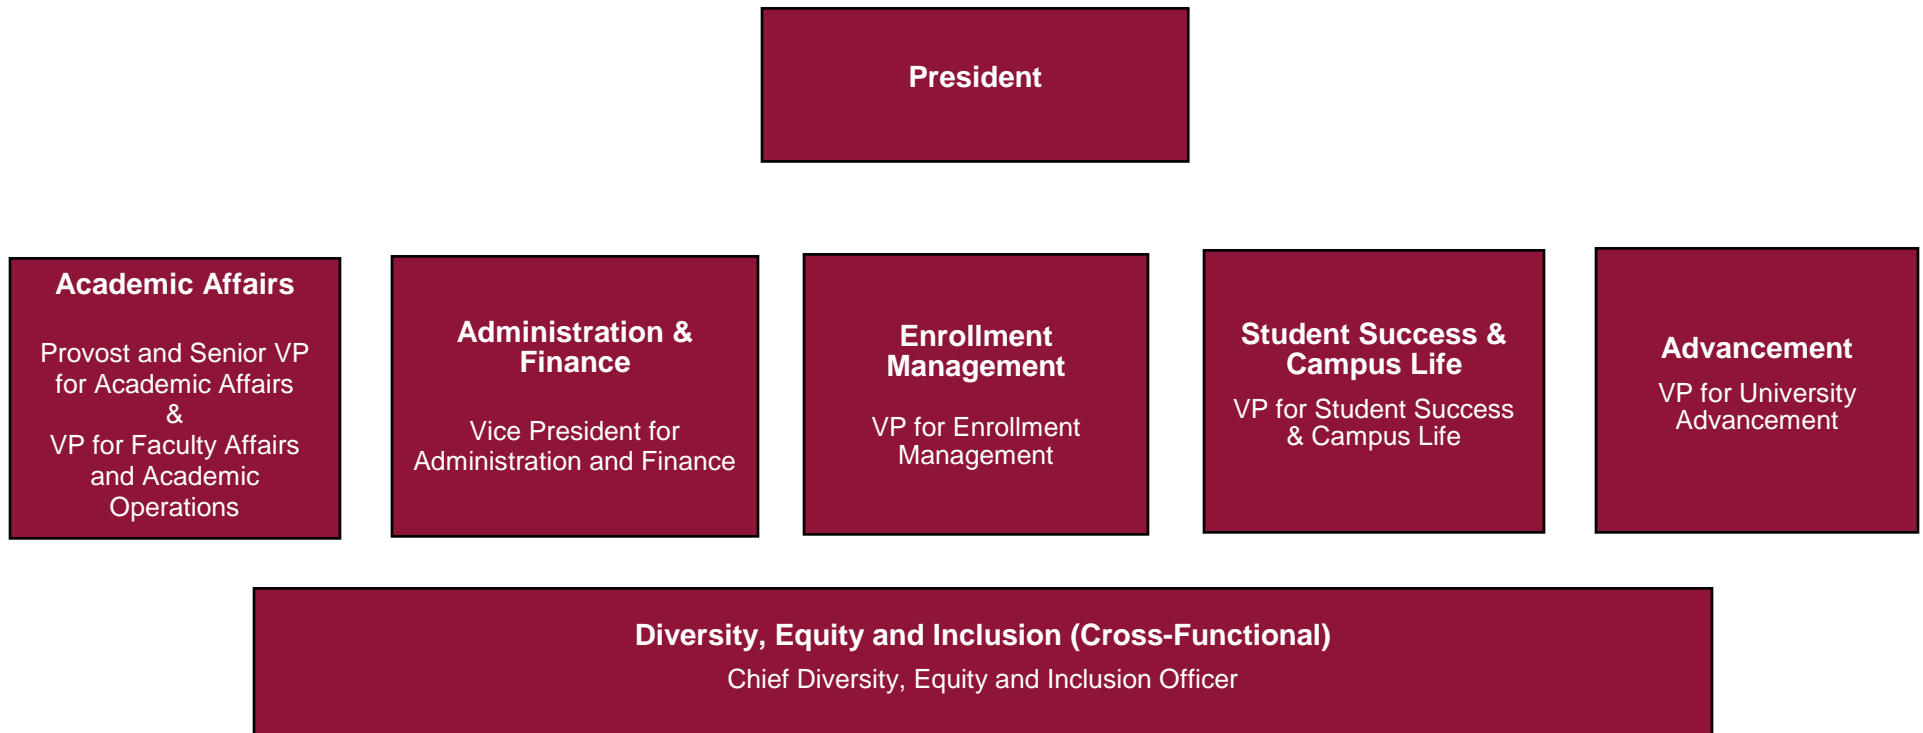 President
Academic Affairs
Provost and Senior VP
for Academic Affairs
&
VP for Faculty Affairs
and Academic
Operations
Administration &
Finance
Vice President for
Administration and Finance
Enrollment
Management
VP for Enrollment
Management
Student Success &
Campus Life
VP for Student Success
& Campus Life
Advancement
VP for University
Advancement
Diversity, Equity and Inclusion (Cross-Functional)
Chief Diversity, Equity and Inclusion Officer